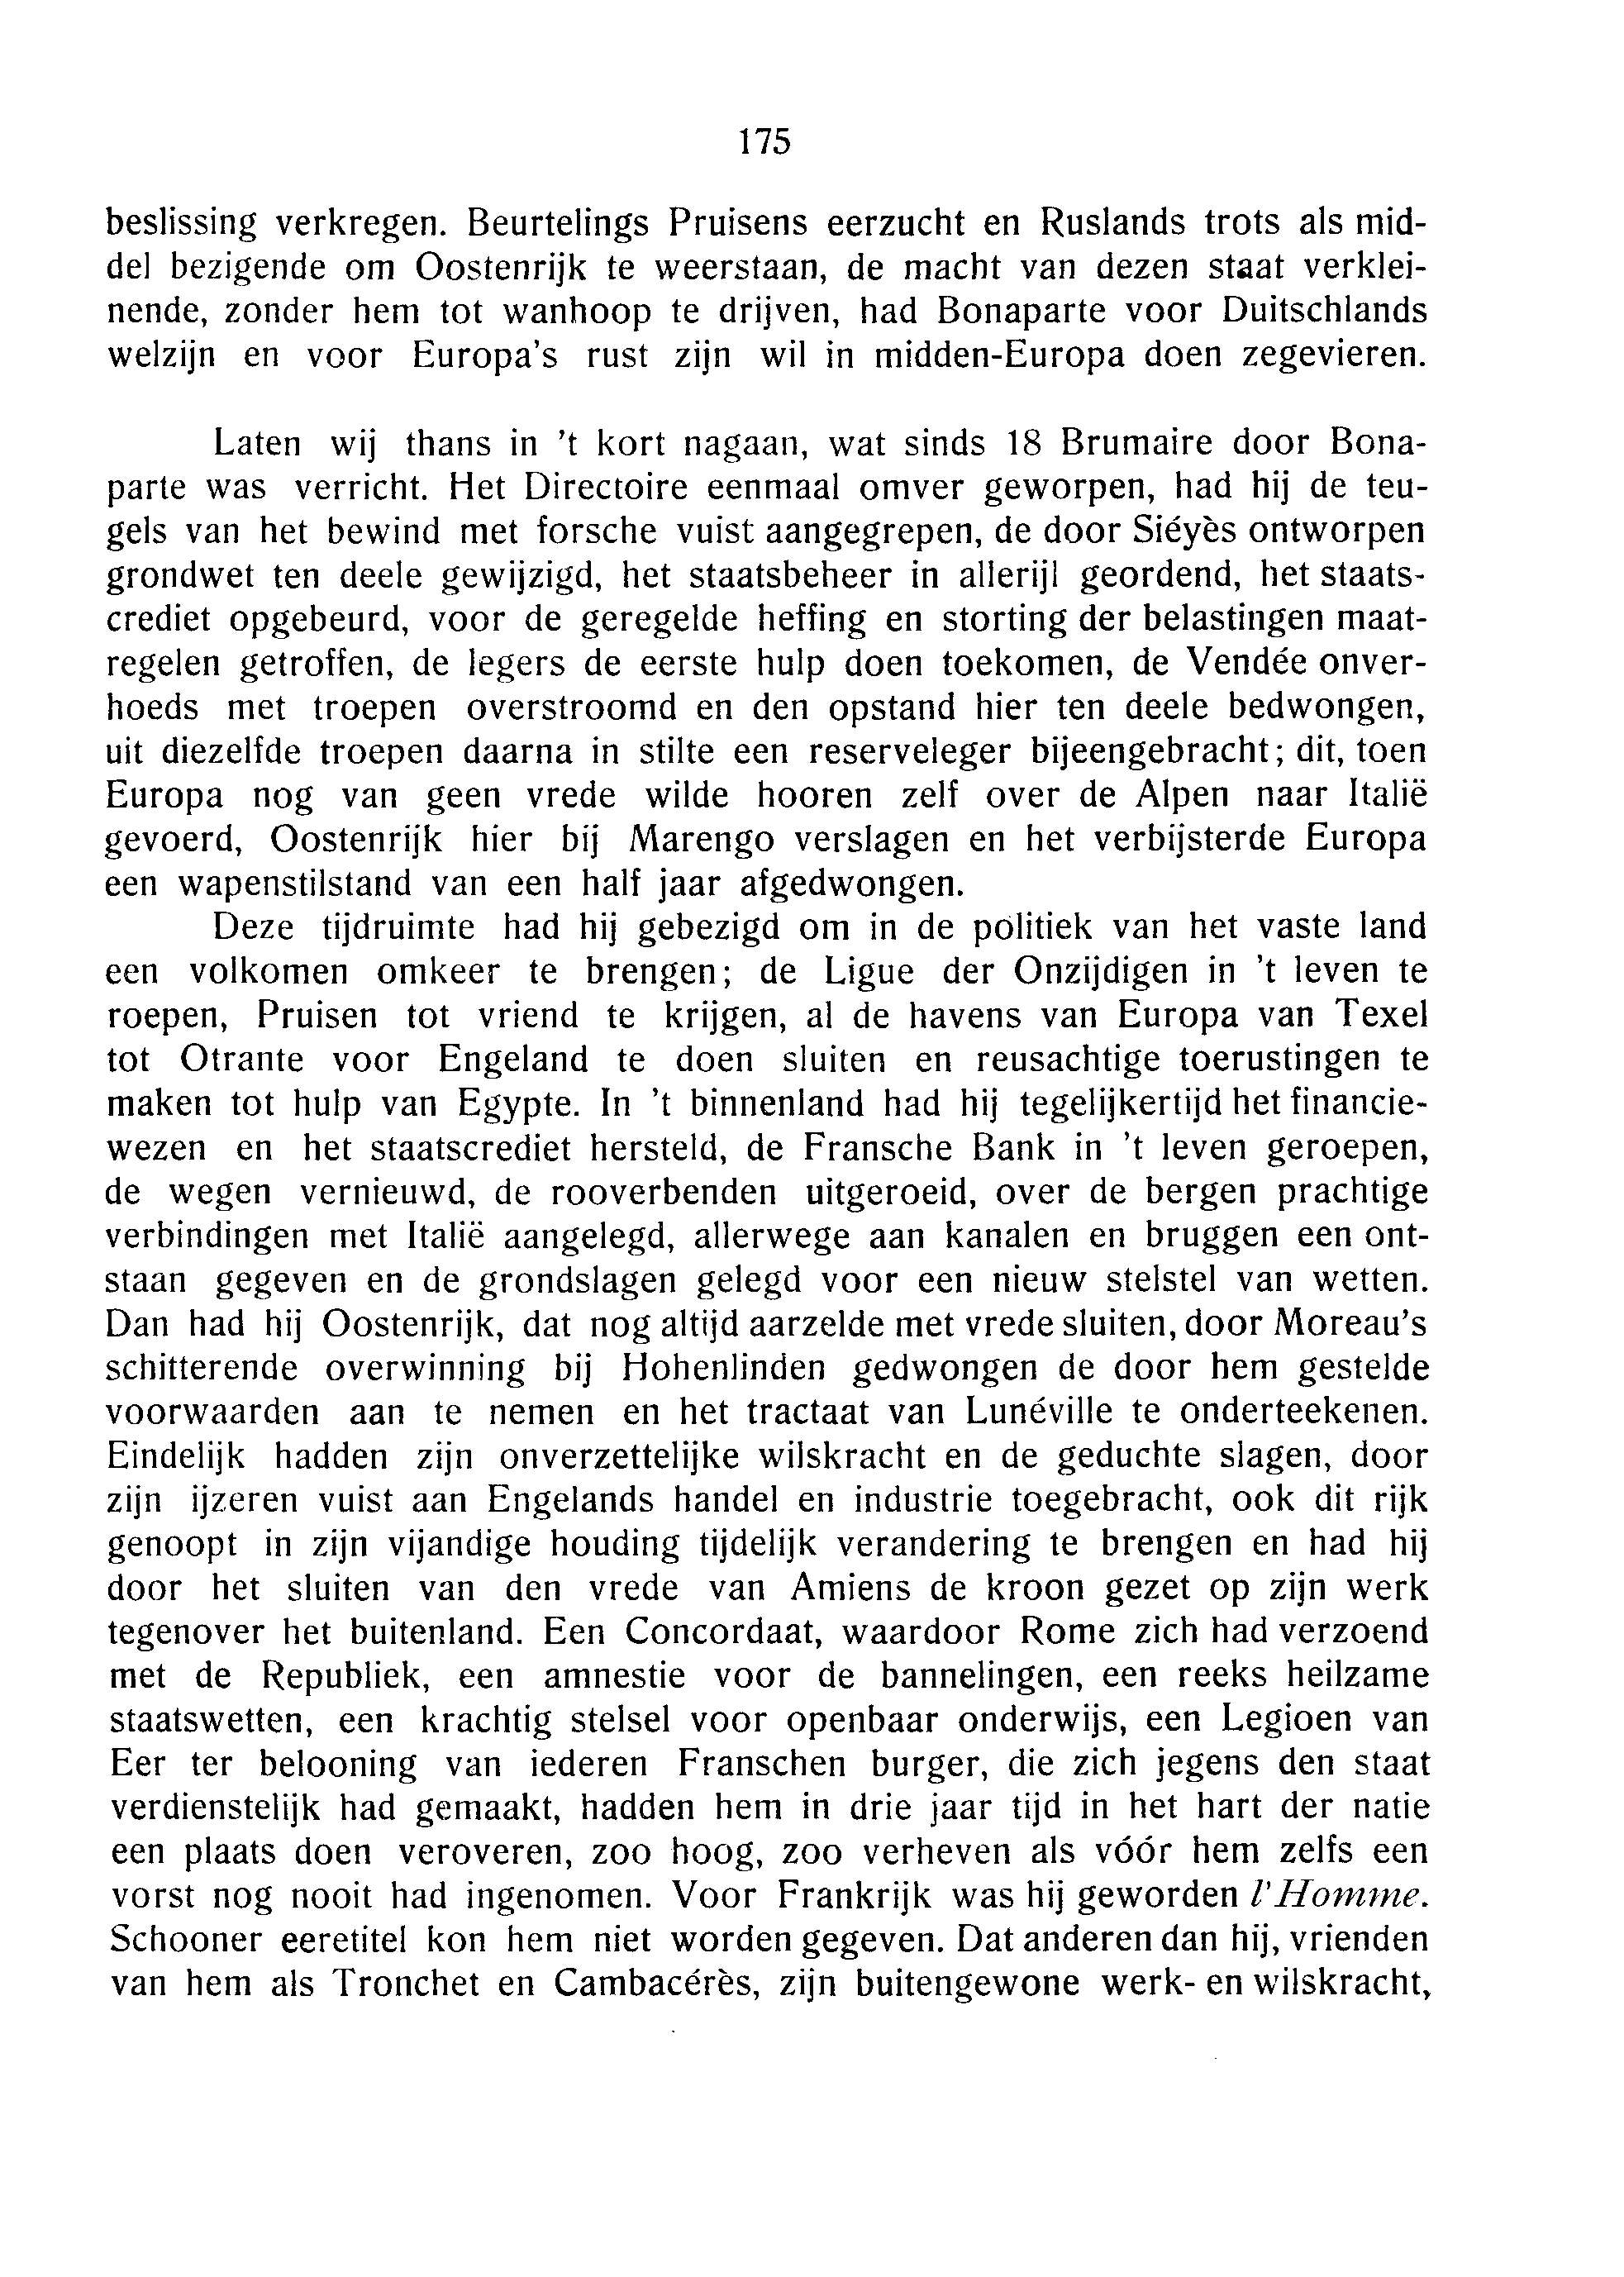 175
beslissing verkregen. Beurtelings Pruisens eerzucht en Ruslands trots als mid-
del bezigende om Oostenrijk te weerstaan, de macht van dezen staat verklei-
nende, zonder hem tot wanhoop te drijven, had Bonaparte voor Duitschlands
welzijn en voor Europa's rust zijn wil in midden-Europa doen zegevieren.
Laten wij thans in 't kort nagaan, wat sinds 18 Brumaire door Bona-
parte was verricht. Het Directoire eenmaal omver geworpen, had hij de teu-
gels van het bewind met forsche vuist aangegrepen, de door Siéyès ontworpen
grondwet ten deele gewijzigd, het staatsbeheer in allerijl geordend, het staats-
crediet opgebeurd, voor de geregelde heffing en storting der belastingen maat-
regelen getroffen, de legers de eerste hulp doen toekomen, de Vendée onver-
hoeds met troepen overstroomd en den opstand hier ten deele bedwongen,
uit diezelfde troepen daarna in stilte een reserveleger bijeengebracht; dit, toen
Europa nog van geen vrede wilde hooren zelf over de Alpen naar Italië
gevoerd, Oostenrijk hier bij Marengo verslagen en het verbijsterde Europa
een wapenstilstand van een half jaar afgedwongen.
Deze tijdruimte had hij gebezigd om in de politiek van het vaste land
een volkomen omkeer te brengen; de Ligue der Onzijdigen in 't leven te
roepen, Pruisen tot vriend te krijgen, al de havens van Europa van Texel
tot Otrante voor Engeland te doen sluiten en reusachtige toerustingen te
maken tot hulp van Egypte. In 't binnenland had hij tegelijkertijd het financie-
wezen en het staatscrediet hersteld, de Fransche Bank in 't leven geroepen,
de wegen vernieuwd, de rooverbenden uitgeroeid, over de bergen prachtige
verbindingen met Italië aangelegd, allerwege aan kanalen en bruggen een ont-
staan gegeven en de grondslagen gelegd voor een nieuw stelstel van wetten.
Dan had hij Oostenrijk, dat nog altijd aarzelde met vrede sluiten, door Moreau's
schitterende overwinning bij Hohenlinden gedwongen de door hem gestelde
voorwaarden aan te nemen en het tractaat van Lunéville te onderteekenen.
Eindelijk hadden zijn onverzettelijke wilskracht en de geduchte slagen, door
zijn ijzeren vuist aan Engelands handel en industrie toegebracht, ook dit rijk
genoopt in zijn vijandige houding tijdelijk verandering te brengen en had hij
door het sluiten van den vrede van Amiens de kroon gezet op zijn werk
tegenover het buitenland. Een Concordaat, waardoor Rome zich had verzoend
met de Republiek, een amnestie voor de bannelingen, een reeks heilzame
staatswetten, een krachtig stelsel voor openbaar onderwijs, een Legioen van
Eer ter belooning van iederen Franschen burger, die zich jegens den staat
verdienstelijk had gemaakt, hadden hem in drie jaar tijd in het hart der natie
een plaats doen veroveren, zoo hoog, zoo verheven als vóór hem zelfs een
vorst nog nooit had ingenomen. Voor Frankrijk was hij geworden l'Homme.
Schooner eeretitel kon hem niet worden gegeven. Dat anderen dan hij, vrienden
van hem als Tronchet en Cambacérès, zijn buitengewone werk- en wilskracht,